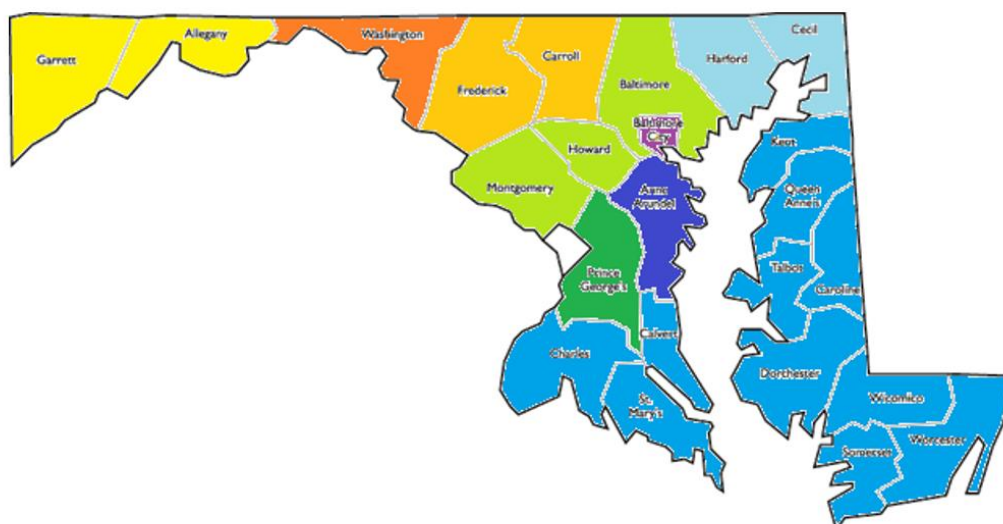 Garrett
Allegany
Washington
Frederick
Carroll
Baltimore
Harford
Cecil
Baltimore
City
Howard
Montgomery
Anne
Arundel
Prince
George's
Kent
Queen
Anne's
Talbot
Caroline
Calvert
Charles
St.
Mary's
Dorchester
Wicomico
Somerset
Worcester